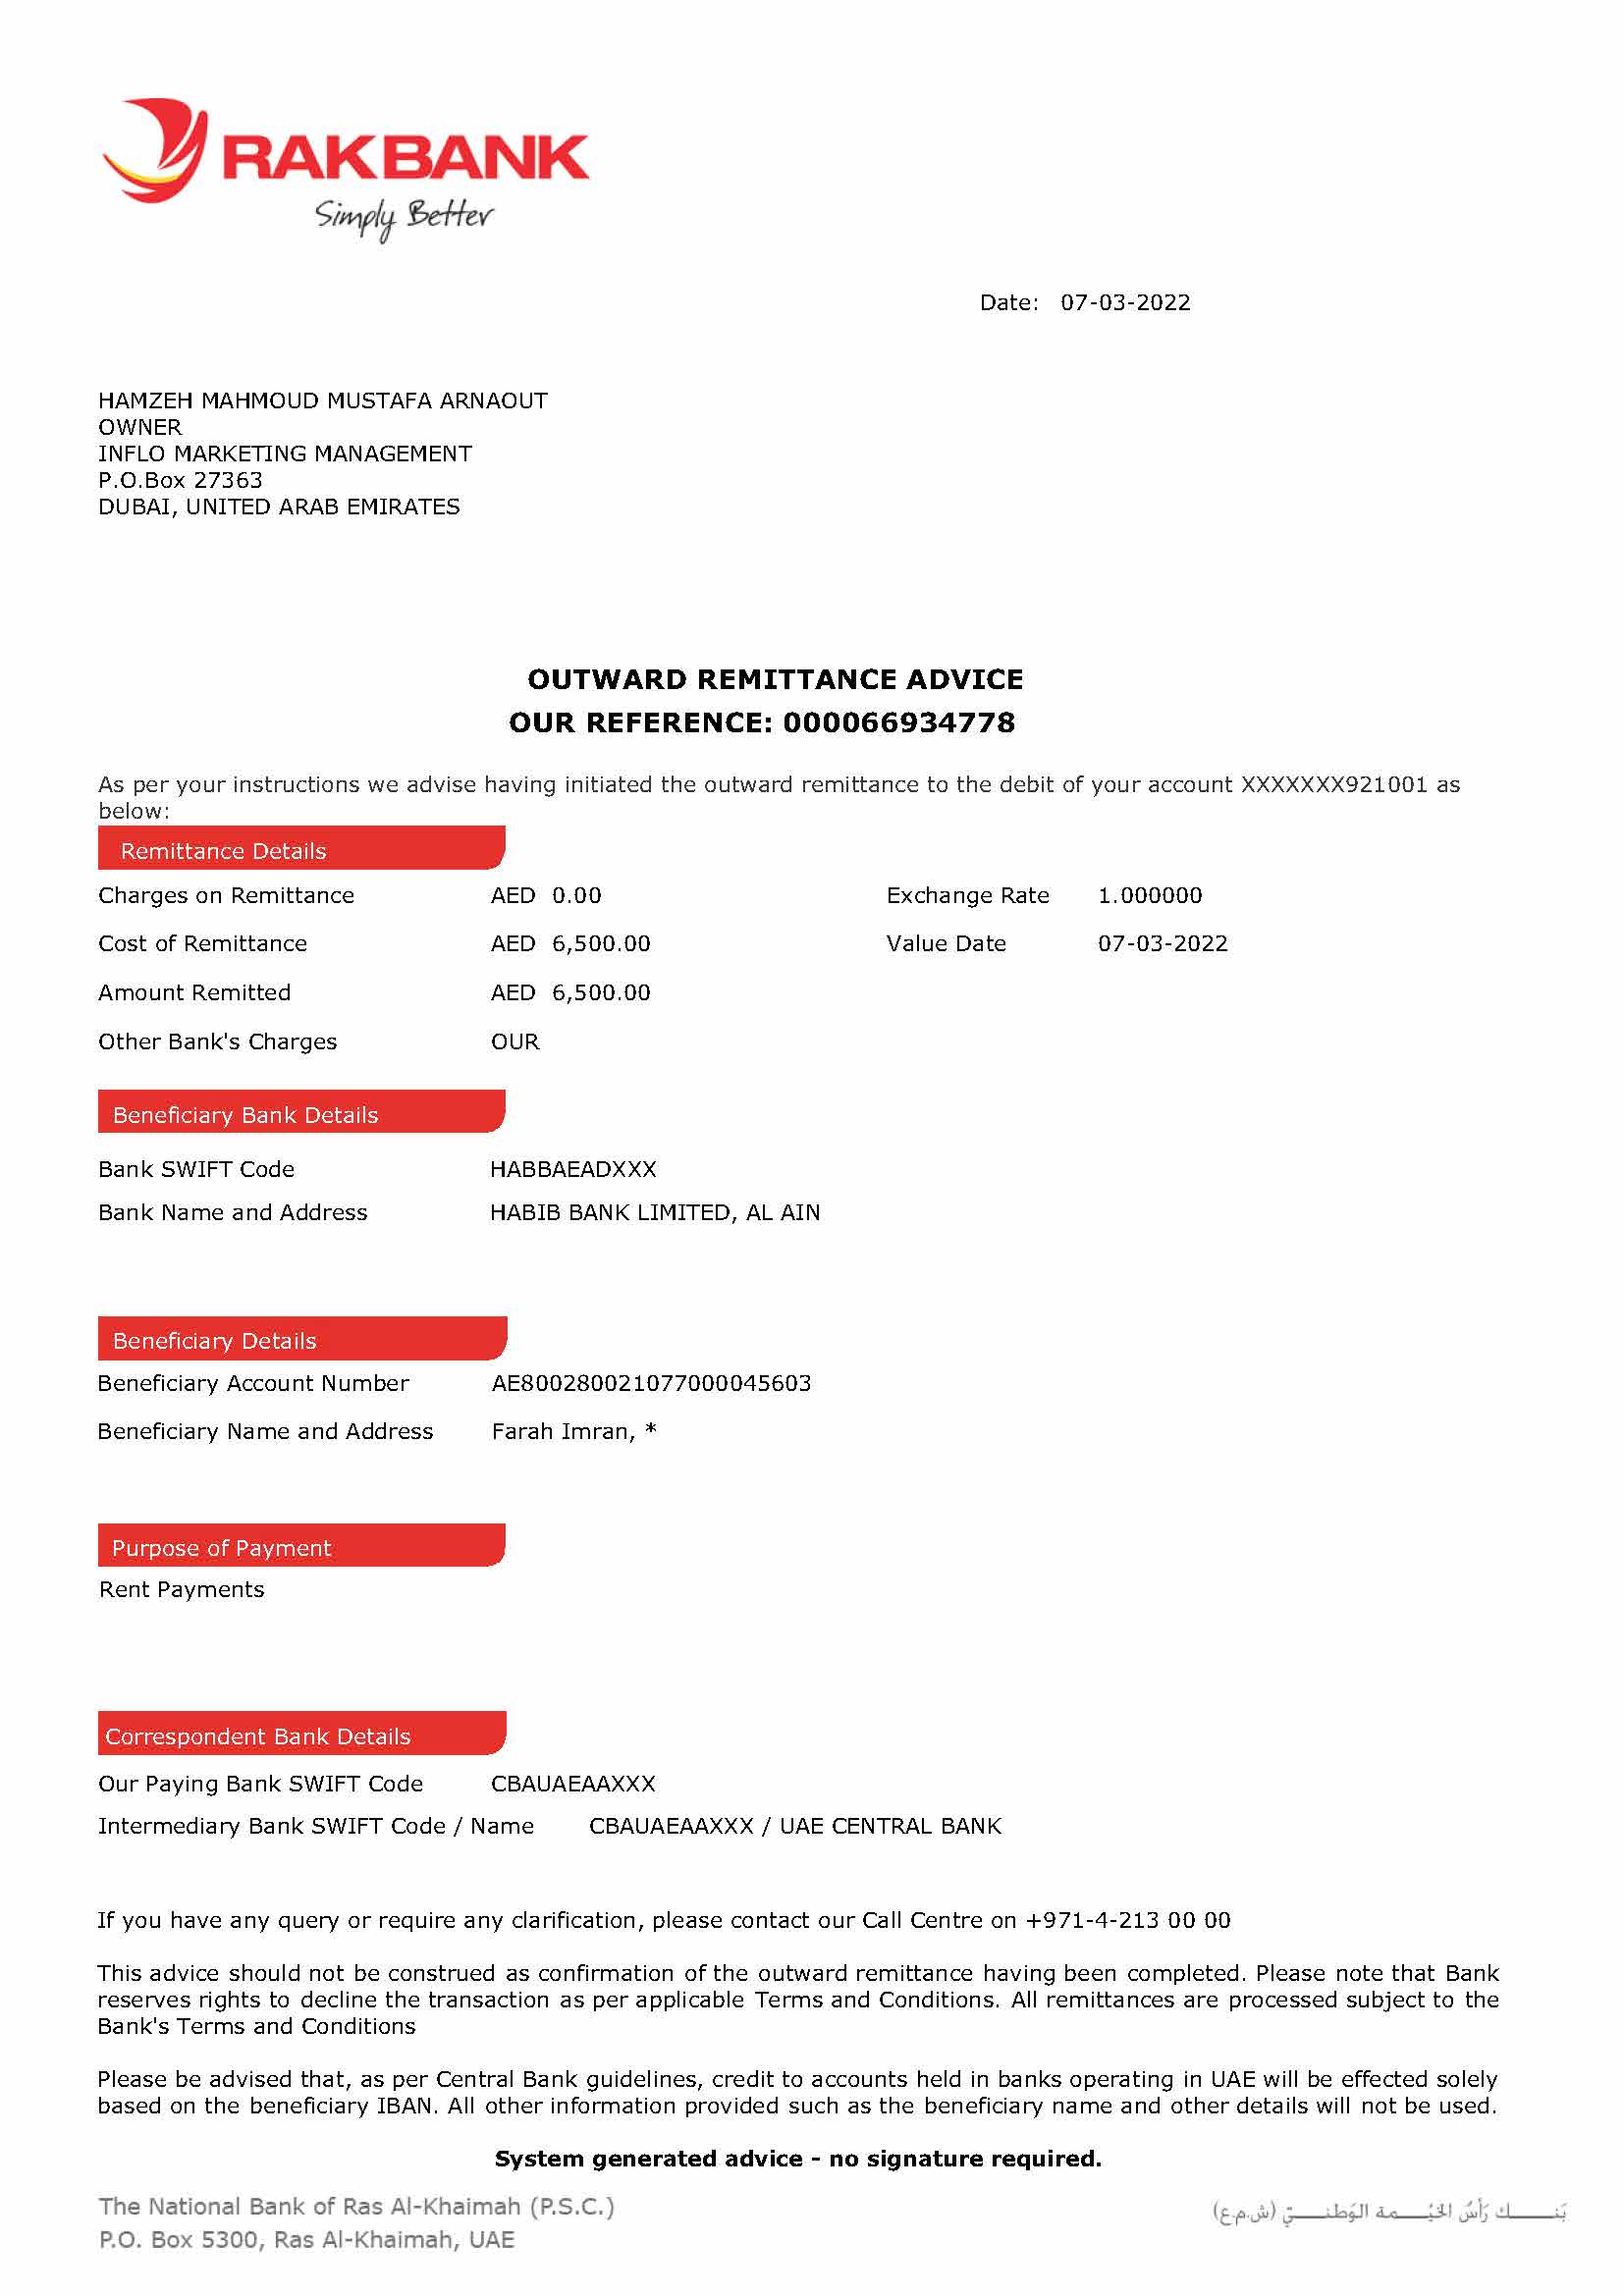 RAKBANK
Simply Better
Date: 07-03-2022
HAMZEH MAHMOUD MUSTAFA ARNAOUT
OWNER
INFLO MARKETING MANAGEMENT
P.O.Box 27363
DUBAI, UNITED ARAB EMIRATES
OUTWARD REMITTANCE ADVICE
OUR REFERENCE: 000066934778
As per your instructions we advise having initiated the outward remittance to the debit of your account XXXXXXX921001 as
below:
Remittance Details
Charges on Remittance AED 0.00 Exchange Rate 1.000000
Cost of Remittance AED 6,500.00 Value Date 07-03-2022
Amount Remitted AED 6,500.00
Other Bank's Charges OUR
Beneficiary Bank Details
Bank SWIFT Code HABBAEADXXX
Bank Name and Address HABIB BANK LIMITED, AL AIN
Beneficiary Details
Beneficiary Account Number AE800280021077000045603
Beneficiary Name and Address Farah Imran, *
Purpose of Payment
Rent Payments
Correspondent Bank Details
Our Paying Bank SWIFT Code CBAUAEAAXXX
Intermediary Bank SWIFT Code / Name CBAUAEAAXXX / UAE CENTRAL BANK
If you have any query or require any clarification, please contact our Call Centre on +971-4-213 00 00
This advice should not be construed as confirmation of the outward remittance having been completed. Please note that Bank
reserves rights to decline the transaction as per applicable Terms and Conditions. All remittances are processed subject to the
Bank's Terms and Conditions
Please be advised that, as per Central Bank guidelines, credit to accounts held in banks operating in UAE will be effected solely
based on the beneficiary IBAN. All other information provided such as the beneficiary name and other details will not be used.
System generated advice - no signature required.
The National Bank of Ras Al-Khaimah (P.S.C.)
بَنــــك رَأسْ الخَيْـــمة الوَطنـــيّ (ش.م.ع)
P.O. Box 5300, Ras Al-Khaimah, UAE